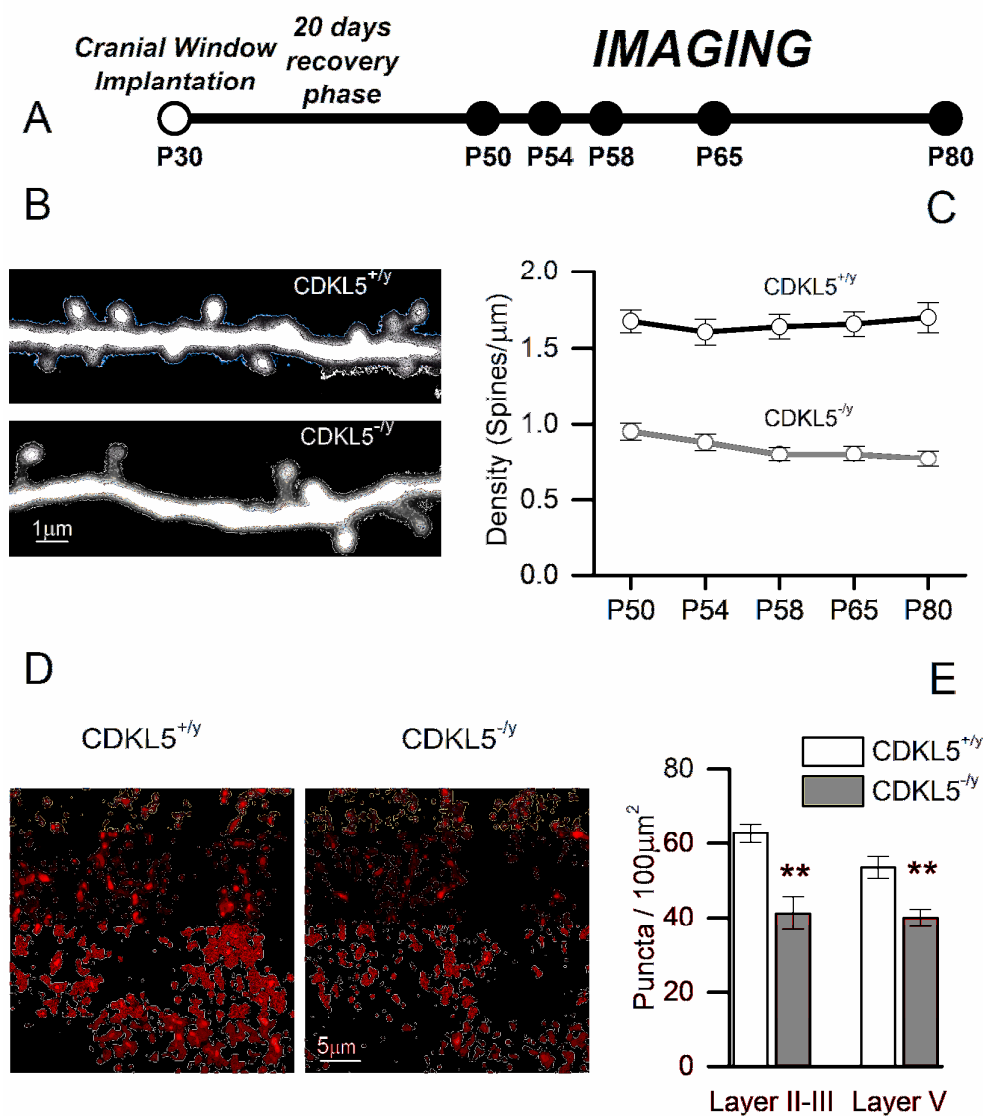 Cranial Window
Implantation
20 days
recovery
phase
IMAGING
A
P30
P50
P54
P58
P65
P80
B
CDKL5+/y
CDKL5-/y
1µm
C
Density (Spines/µm)
2.0
1.5
1.0
0.5
0.0
CDKL5+/y
CDKL5-/y
P50
P54
P58
P65
P80
D
CDKL5+/y
CDKL5-/y
5µm
E
CDKL5+/y
CDKL5-/y
Puncta / 100µm²
80
60
40
20
0
**
**
Layer II-III
Layer V